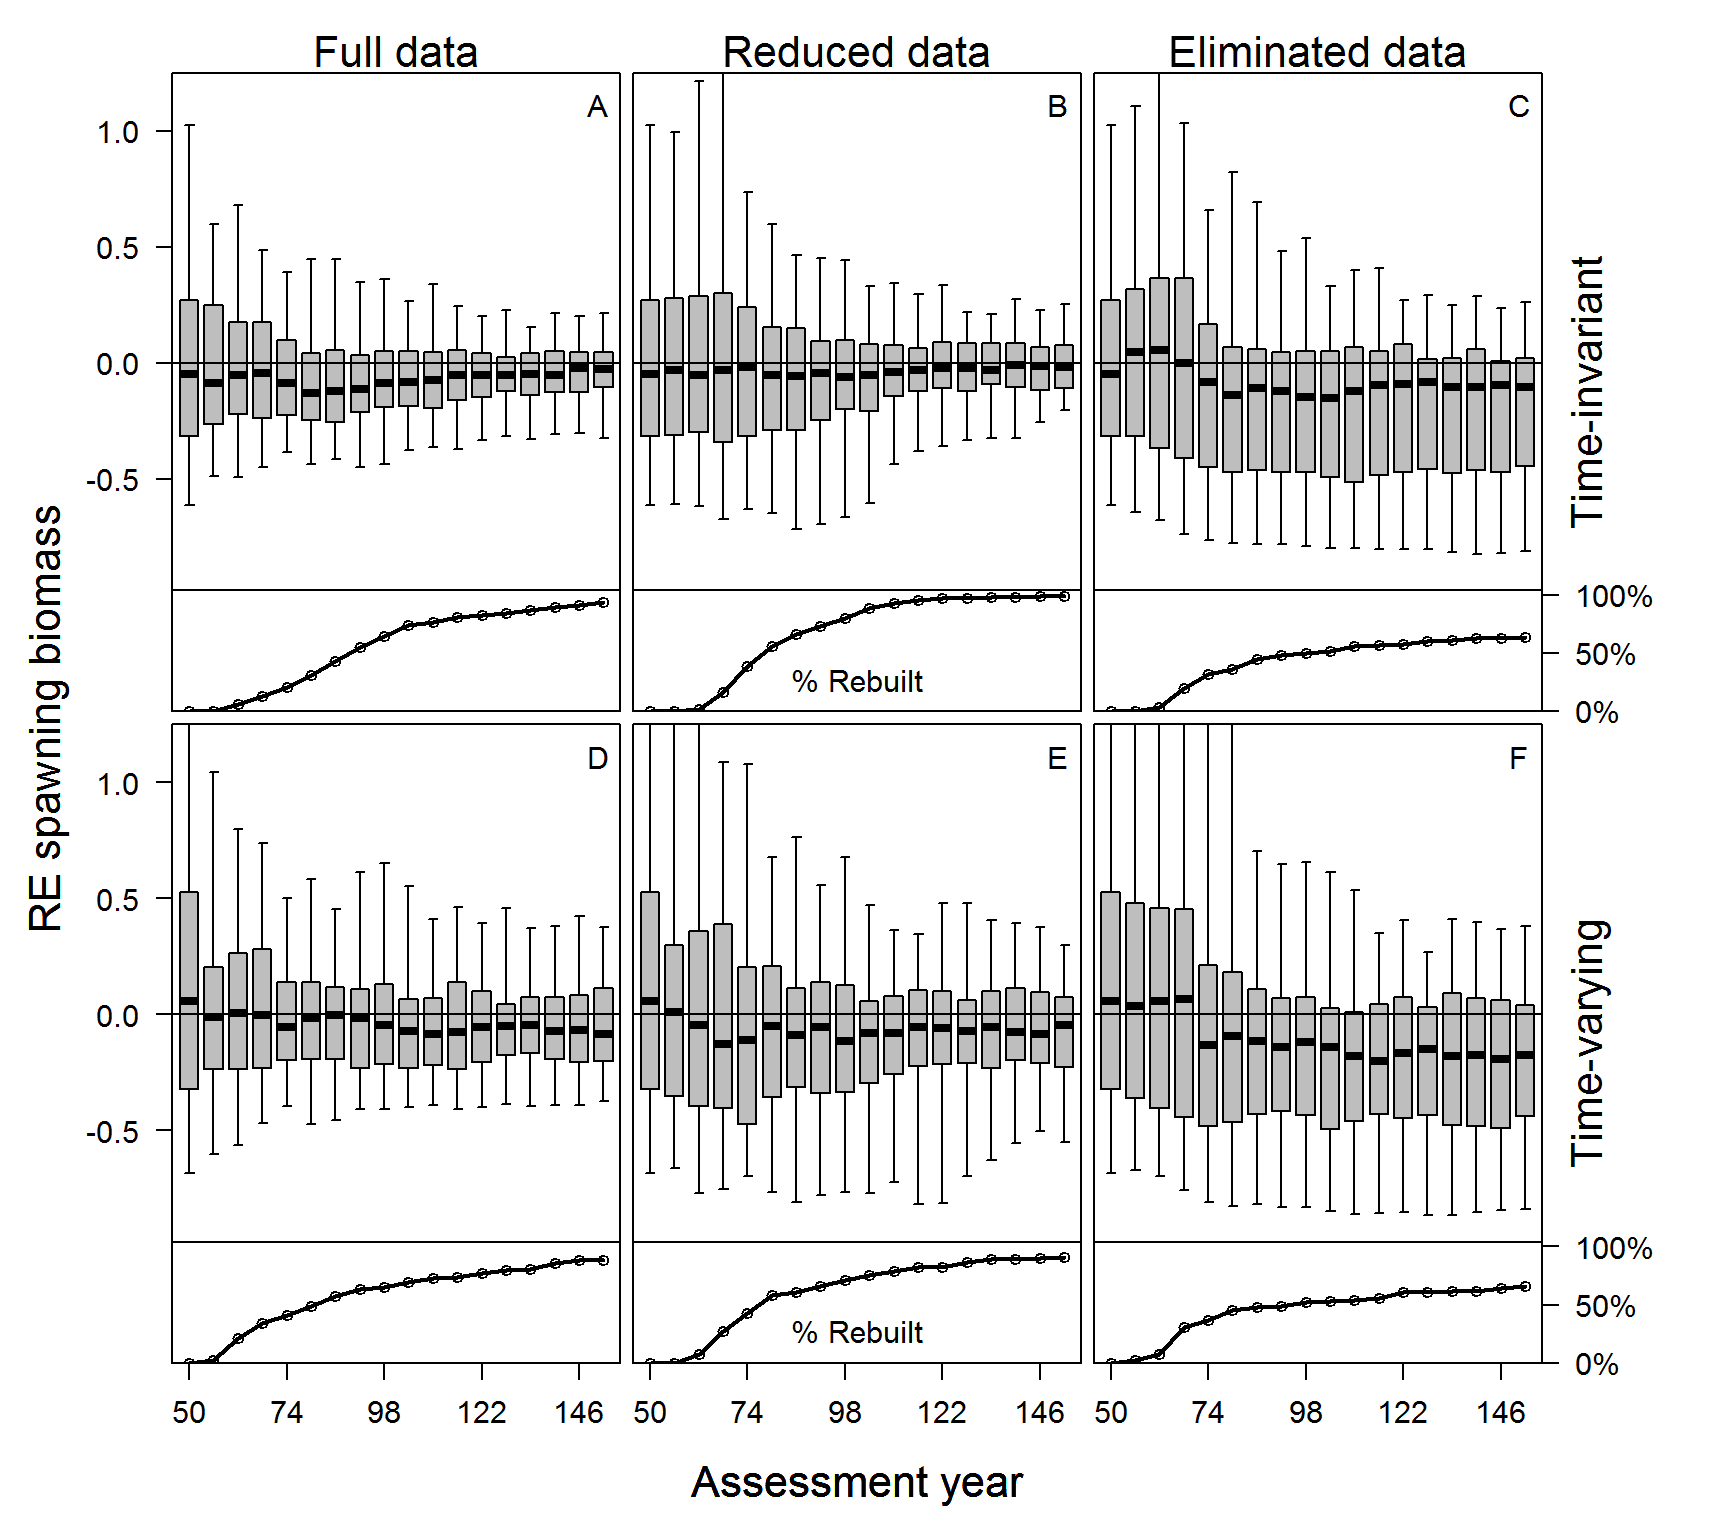 Full data
Reduced data
Eliminated data
A
B
C
1.0
0.5
0.0
-0.5
Time-invariant
100%
50%
0%
% Rebuilt
RE spawning biomass
D
E
F
1.0
0.5
0.0
-0.5
Time-varying
100%
50%
0%
% Rebuilt
50 74 98 122 146
50 74 98 122 146
50 74 98 122 146
Assessment year